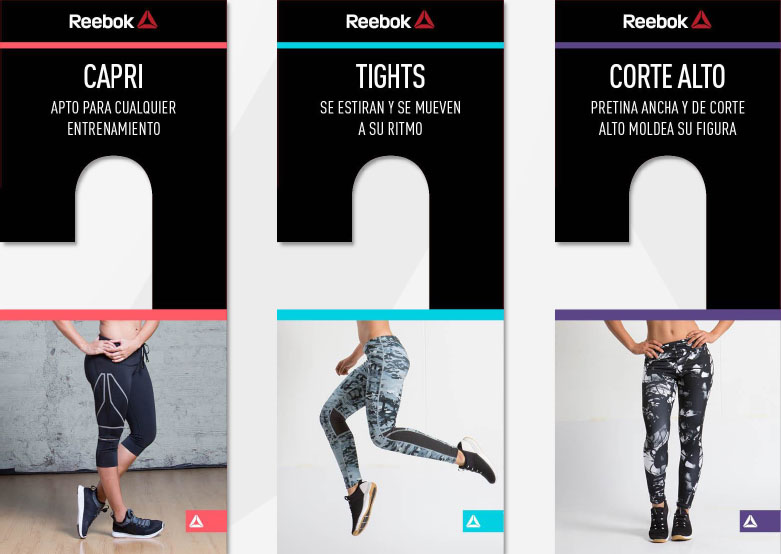 Reebok
CAPRI
APTO PARA CUALQUIER
ENTRENAMIENTO
Reebok
TIGHTS
SE ESTIRAN Y SE MUEVEN
A SU RITMO
Reebok
CORTE ALTO
PRETINA ANCHA Y DE CORTE
ALTO MOLDEA SU FIGURA